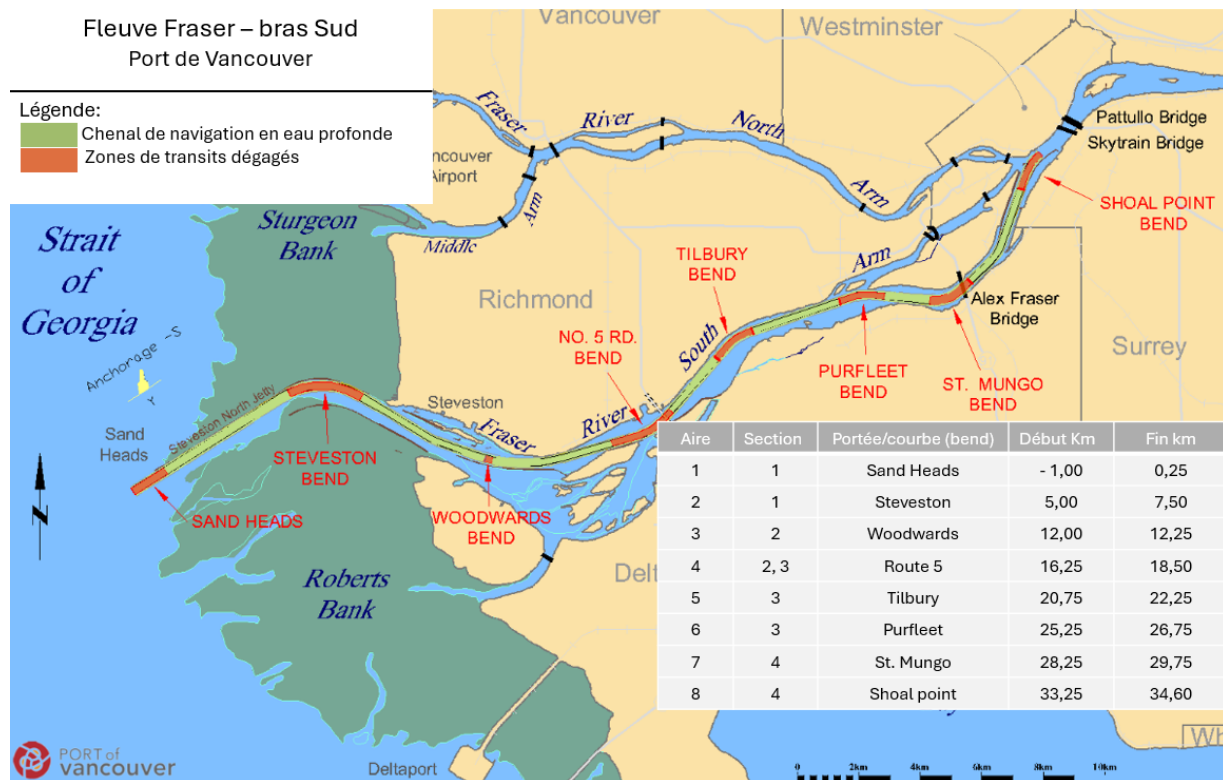 Fleuve Fraser – bras Sud
Port de Vancouver
Légende:
Chenal de navigation en eau profonde
Zones de transits dégagés
Vancouver
Westminster
Fraser
River
North
Arm
Pattullo Bridge
Skytrain Bridge
ancouver
Airport
Arm
Middle
SHOAL POINT
BEND
Sturgeon
Bank
Strait
of
Georgia
Richmond
TILBURY
BEND
Arm
Alex Fraser
Bridge
NO. 5 RD.
BEND
South
PURFLEET
BEND
ST. MUNGO
BEND
Surrey
Anchorage -S
Y
Steveston North Jetty
Steveston
Fraser
River
Sand
Heads
STEVESTON
BEND
SAND HEADS
WOODWARDS
BEND
Roberts
Bank
Delt
Aire Section Portée/courbe (bend) Début Km Fin km
1 1 Sand Heads - 1,00 0,25
2 1 Steveston 5,00 7,50
3 2 Woodwards 12,00 12,25
4 2, 3 Route 5 16,25 18,50
5 3 Tilbury 20,75 22,25
6 3 Purfleet 25,25 26,75
7 4 St. Mungo 28,25 29,75
8 4 Shoal point 33,25 34,60
N
PORT of
vancouver
Deltaport
Wh
0 2km 4km 6km 8km 10km